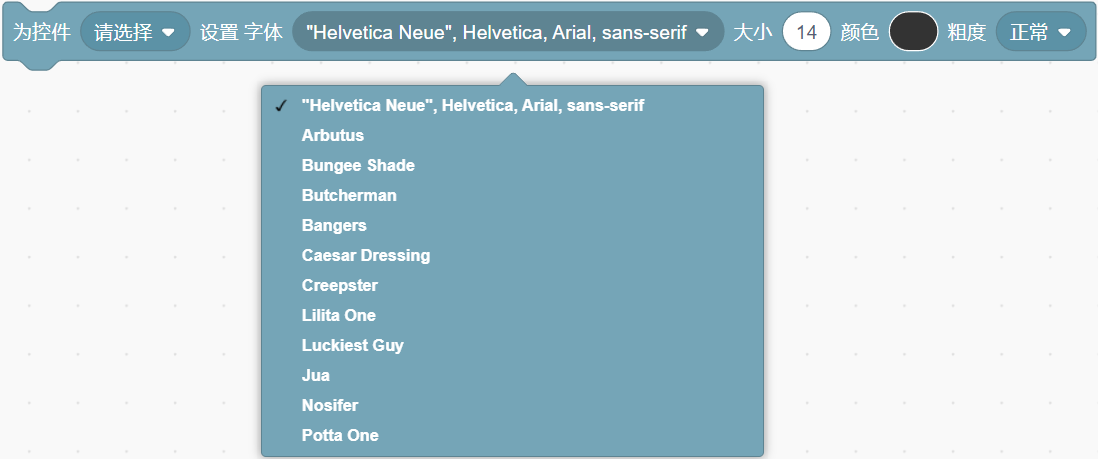 为控件 请选择 设置 字体 "Helvetica Neue", Helvetica, Arial, sans-serif 大小 14 颜色 粗度 正常
"Helvetica Neue", Helvetica, Arial, sans-serif
Arbutus
Bungee Shade
Butcherman
Bangers
Caesar Dressing
Creepster
Lilita One
Luckiest Guy
Jua
Nosifer
Potta One